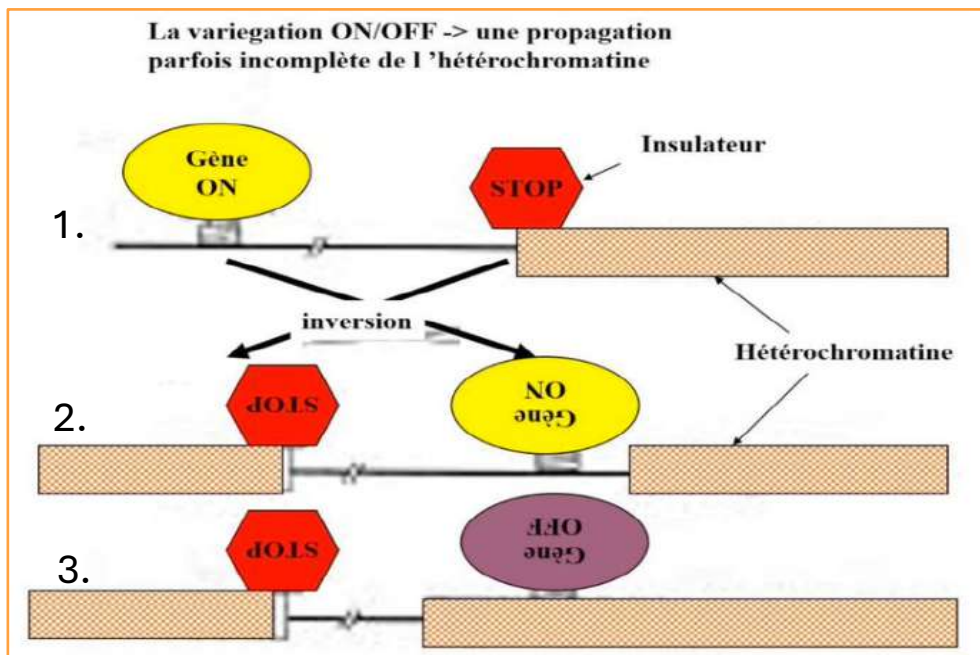 La variegation ON/OFF -> une propagation
parfois incomplète de l 'hétérochromatine
Gène
ON
STOP
Insulateur
1.
inversion
Hétérochromatine
2.
STOP
Gène
ON
3.
STOP
Gène
OFF